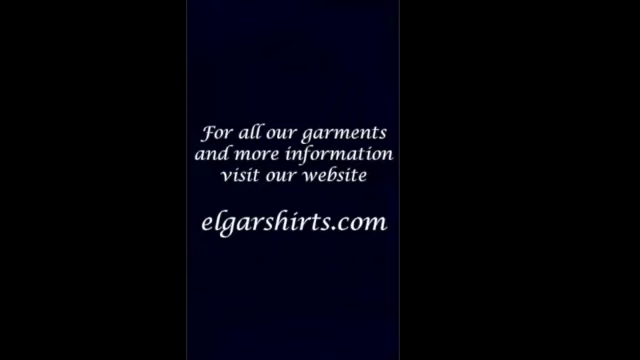 For all our garments
and more information
visit our website
elgarshirts.com